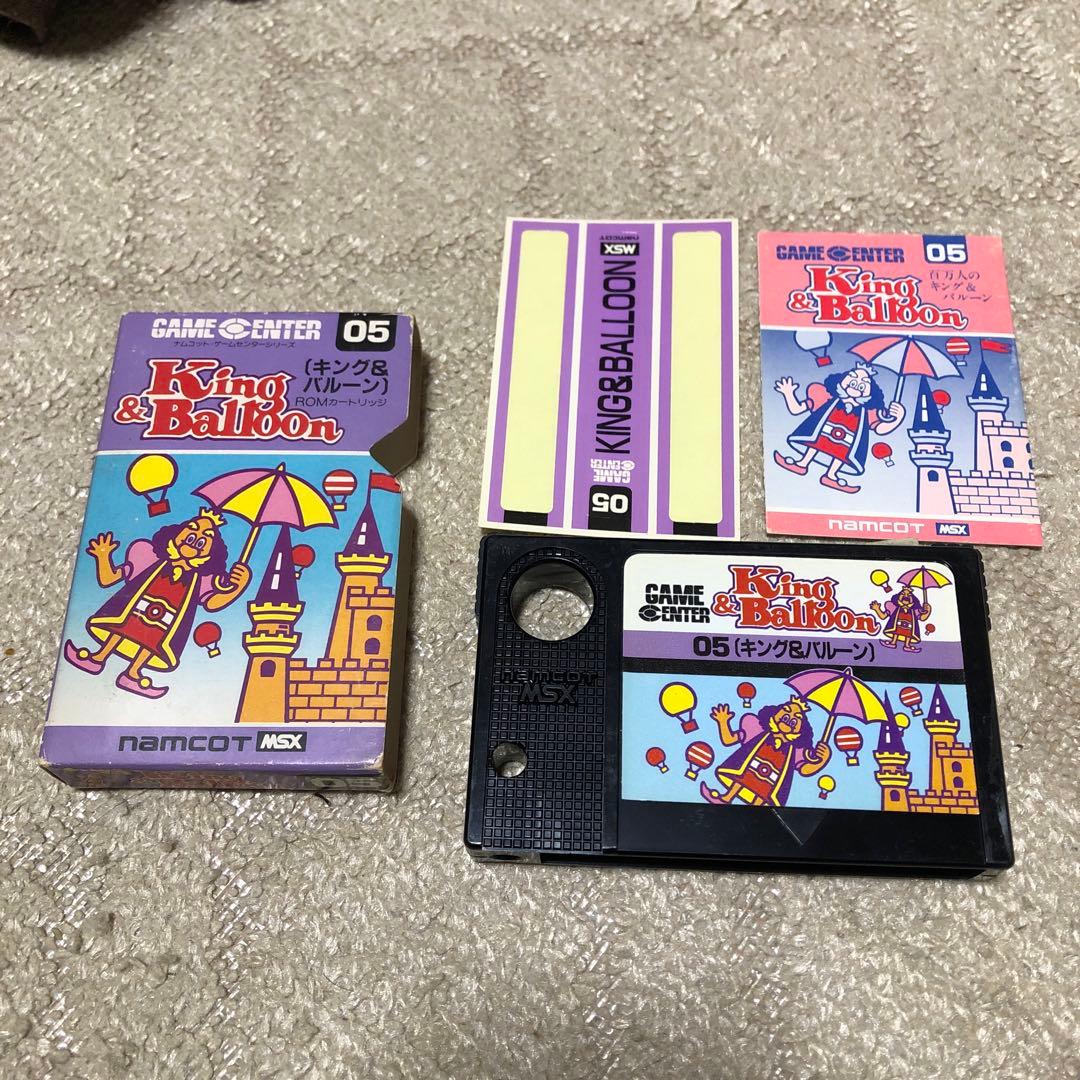 GAME CENTER 05
ナムコット・ゲームセンターシリーズ
King
& Balloon
(キング&
バルーン)
ROMカートリッジ
namcot MSX
namcot MSX
KING&BALLOON
GAME CENTER
05
GAME CENTER 05
King
& Balloon
百万人の
キング&
バルーン
namcot MSX
GAME
CENTER
King
& Balloon
05(キング&バルーン)
namcot
MSX